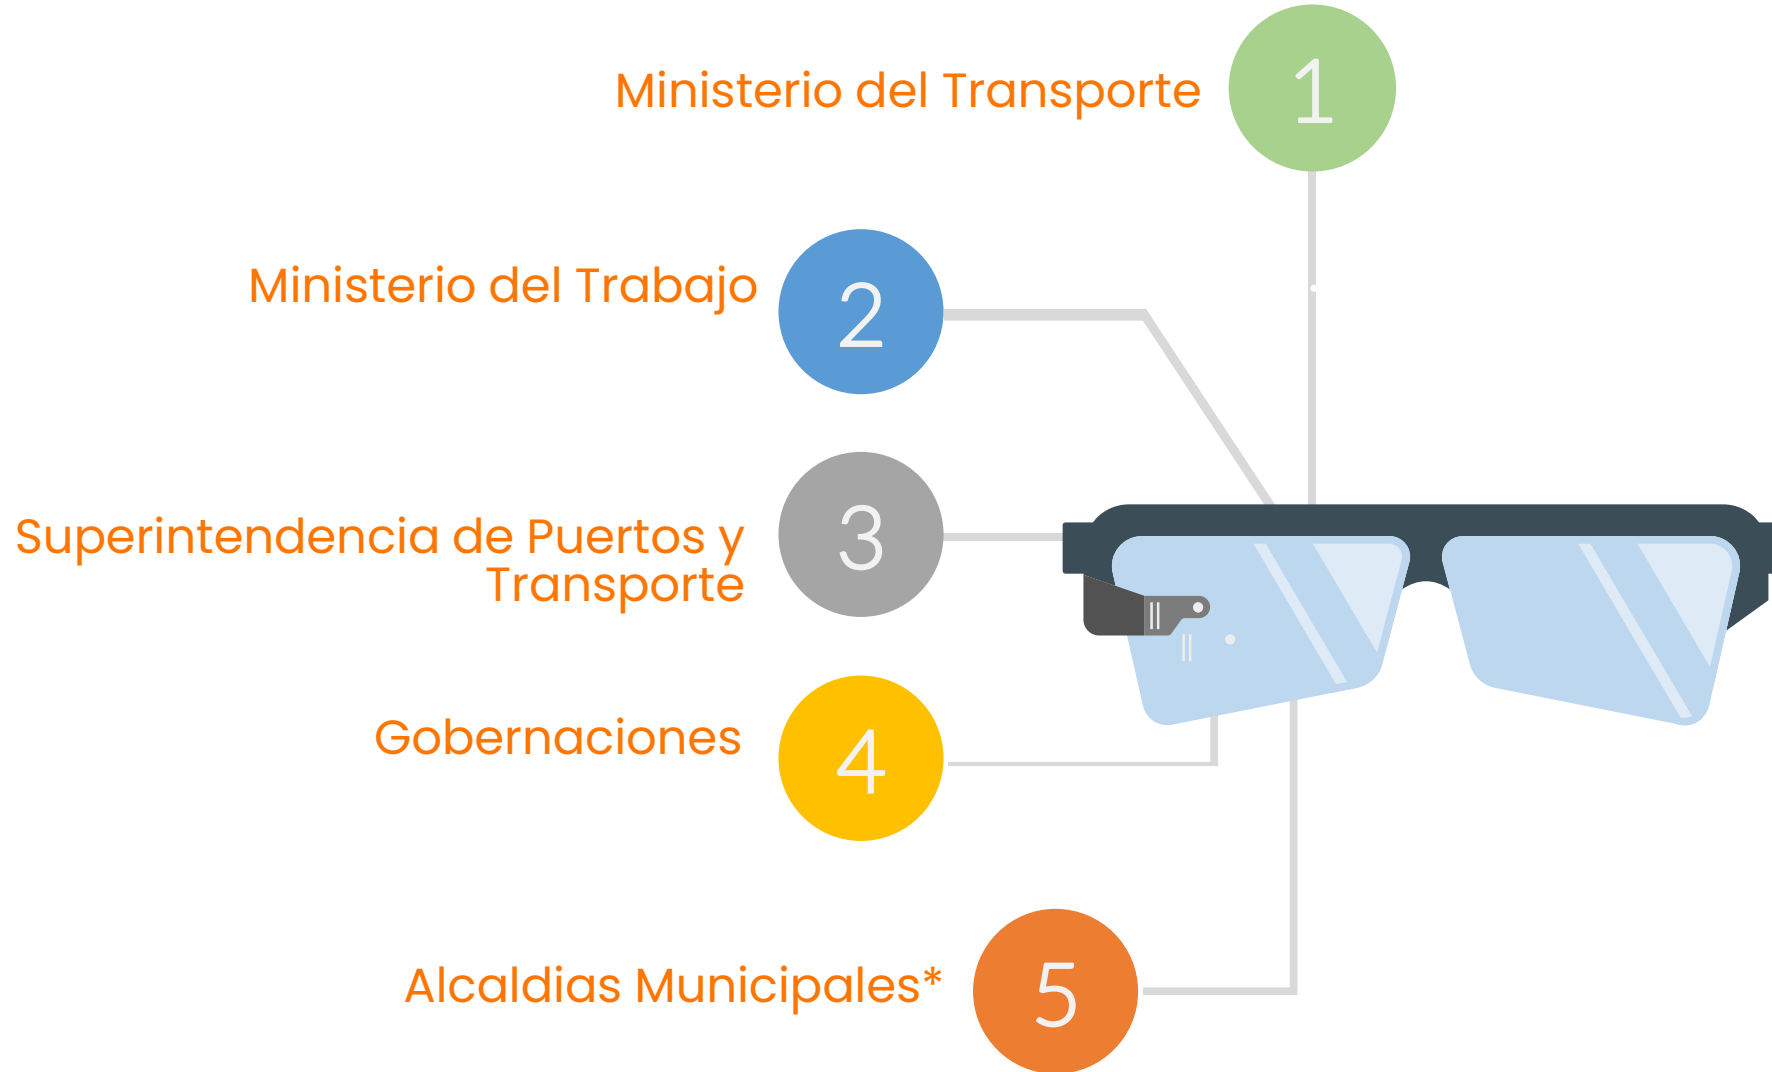 Ministerio del Transporte
1
Ministerio del Trabajo
2
Superintendencia de Puertos y
Transporte
3
Gobernaciones
4
Alcaldias Municipales*
5